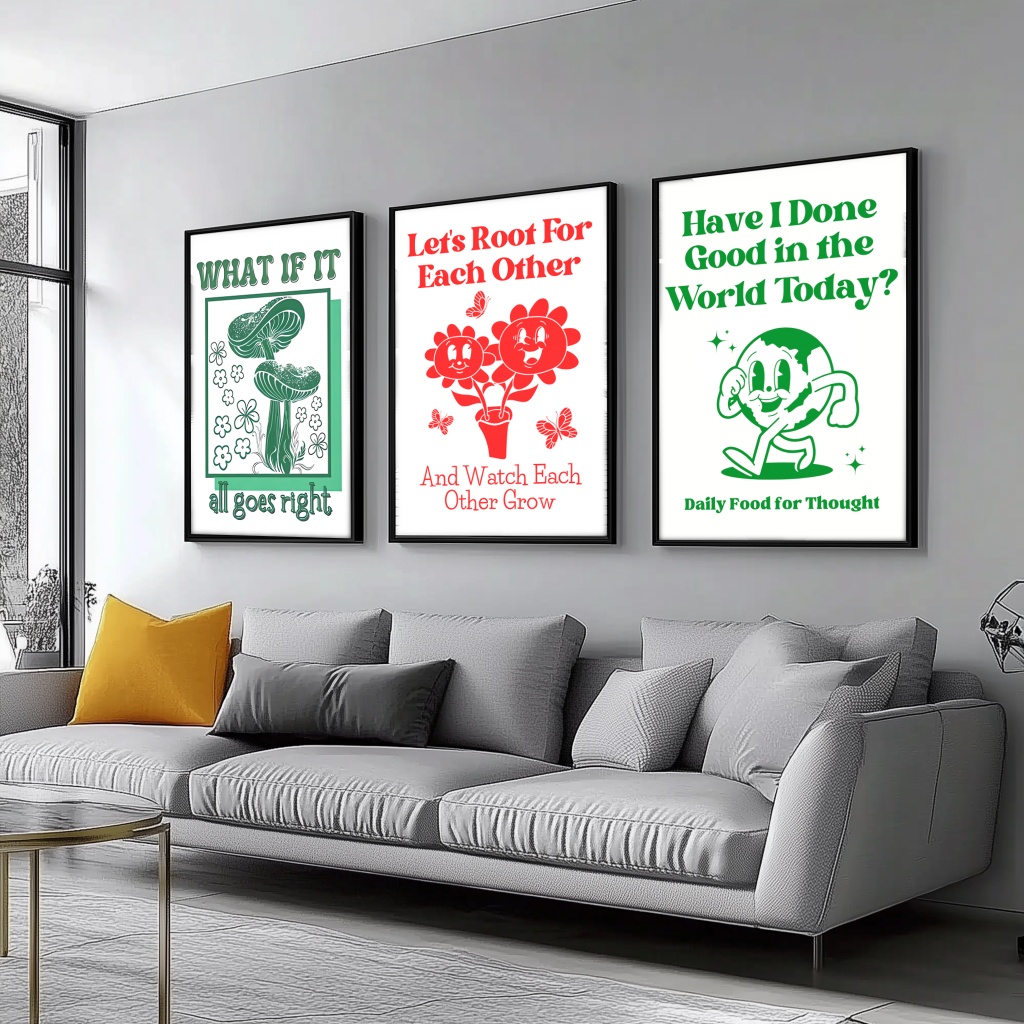 WHAT IF IT
all goes right
Let's Root For
Each Other
And Watch Each
Other Grow
Have I Done
Good in the
World Today?
Daily Food for Thought